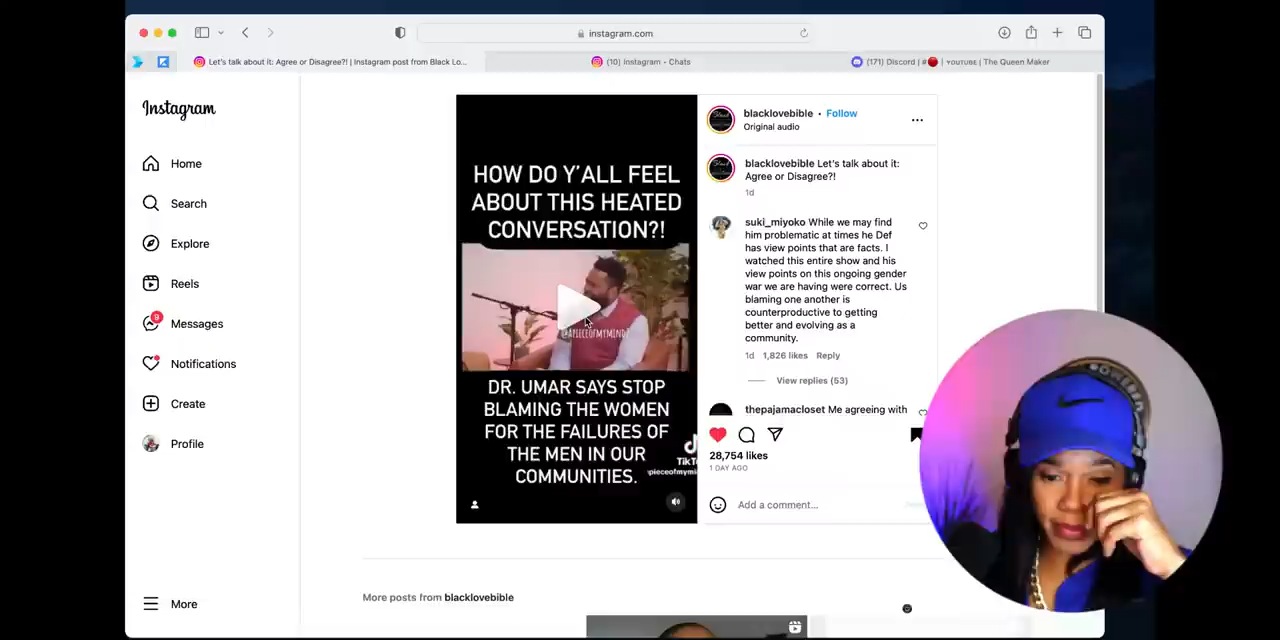 instagram.com
Let's talk about it: Agree or Disagree?! | Instagram post from Black Lo...
(10) Instagram • Chats
(171) Discord | #🔴 | YOUTUBE | The Queen Maker
Instagram
Home
Search
Explore
Reels
9
Messages
Notifications
Create
Profile
More
HOW DO Y'ALL FEEL
ABOUT THIS HEATED
CONVERSATION?!
@APIECEOFMYMIND7
DR. UMAR SAYS STOP
BLAMING THE WOMEN
FOR THE FAILURES OF
THE MEN IN OUR
COMMUNITIES.
TikT
blacklovebible • Follow
Original audio
blacklovebible Let's talk about it:
Agree or Disagree?!
1d
suki_miyoko While we may find
him problematic at times he Def
has view points that are facts. I
watched this entire show and his
view points on this ongoing gender
war we are having were correct. Us
blaming one another is
counterproductive to getting
better and evolving as a
community.
1d 1,826 likes Reply
View replies (53)
thepajamacloset Me agreeing with
28,754 likes
1 DAY AGO
Add a comment...
More posts from blacklovebible